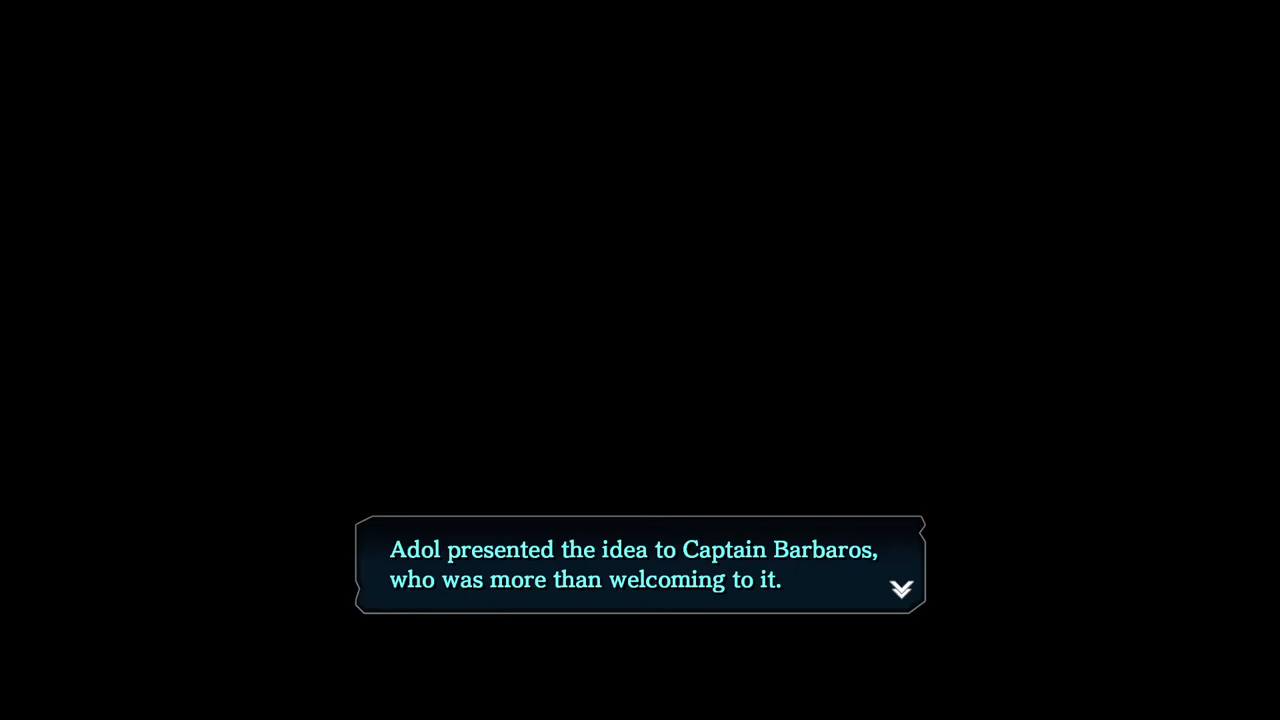 Adol presented the idea to Captain Barbaros,
who was more than welcoming to it.